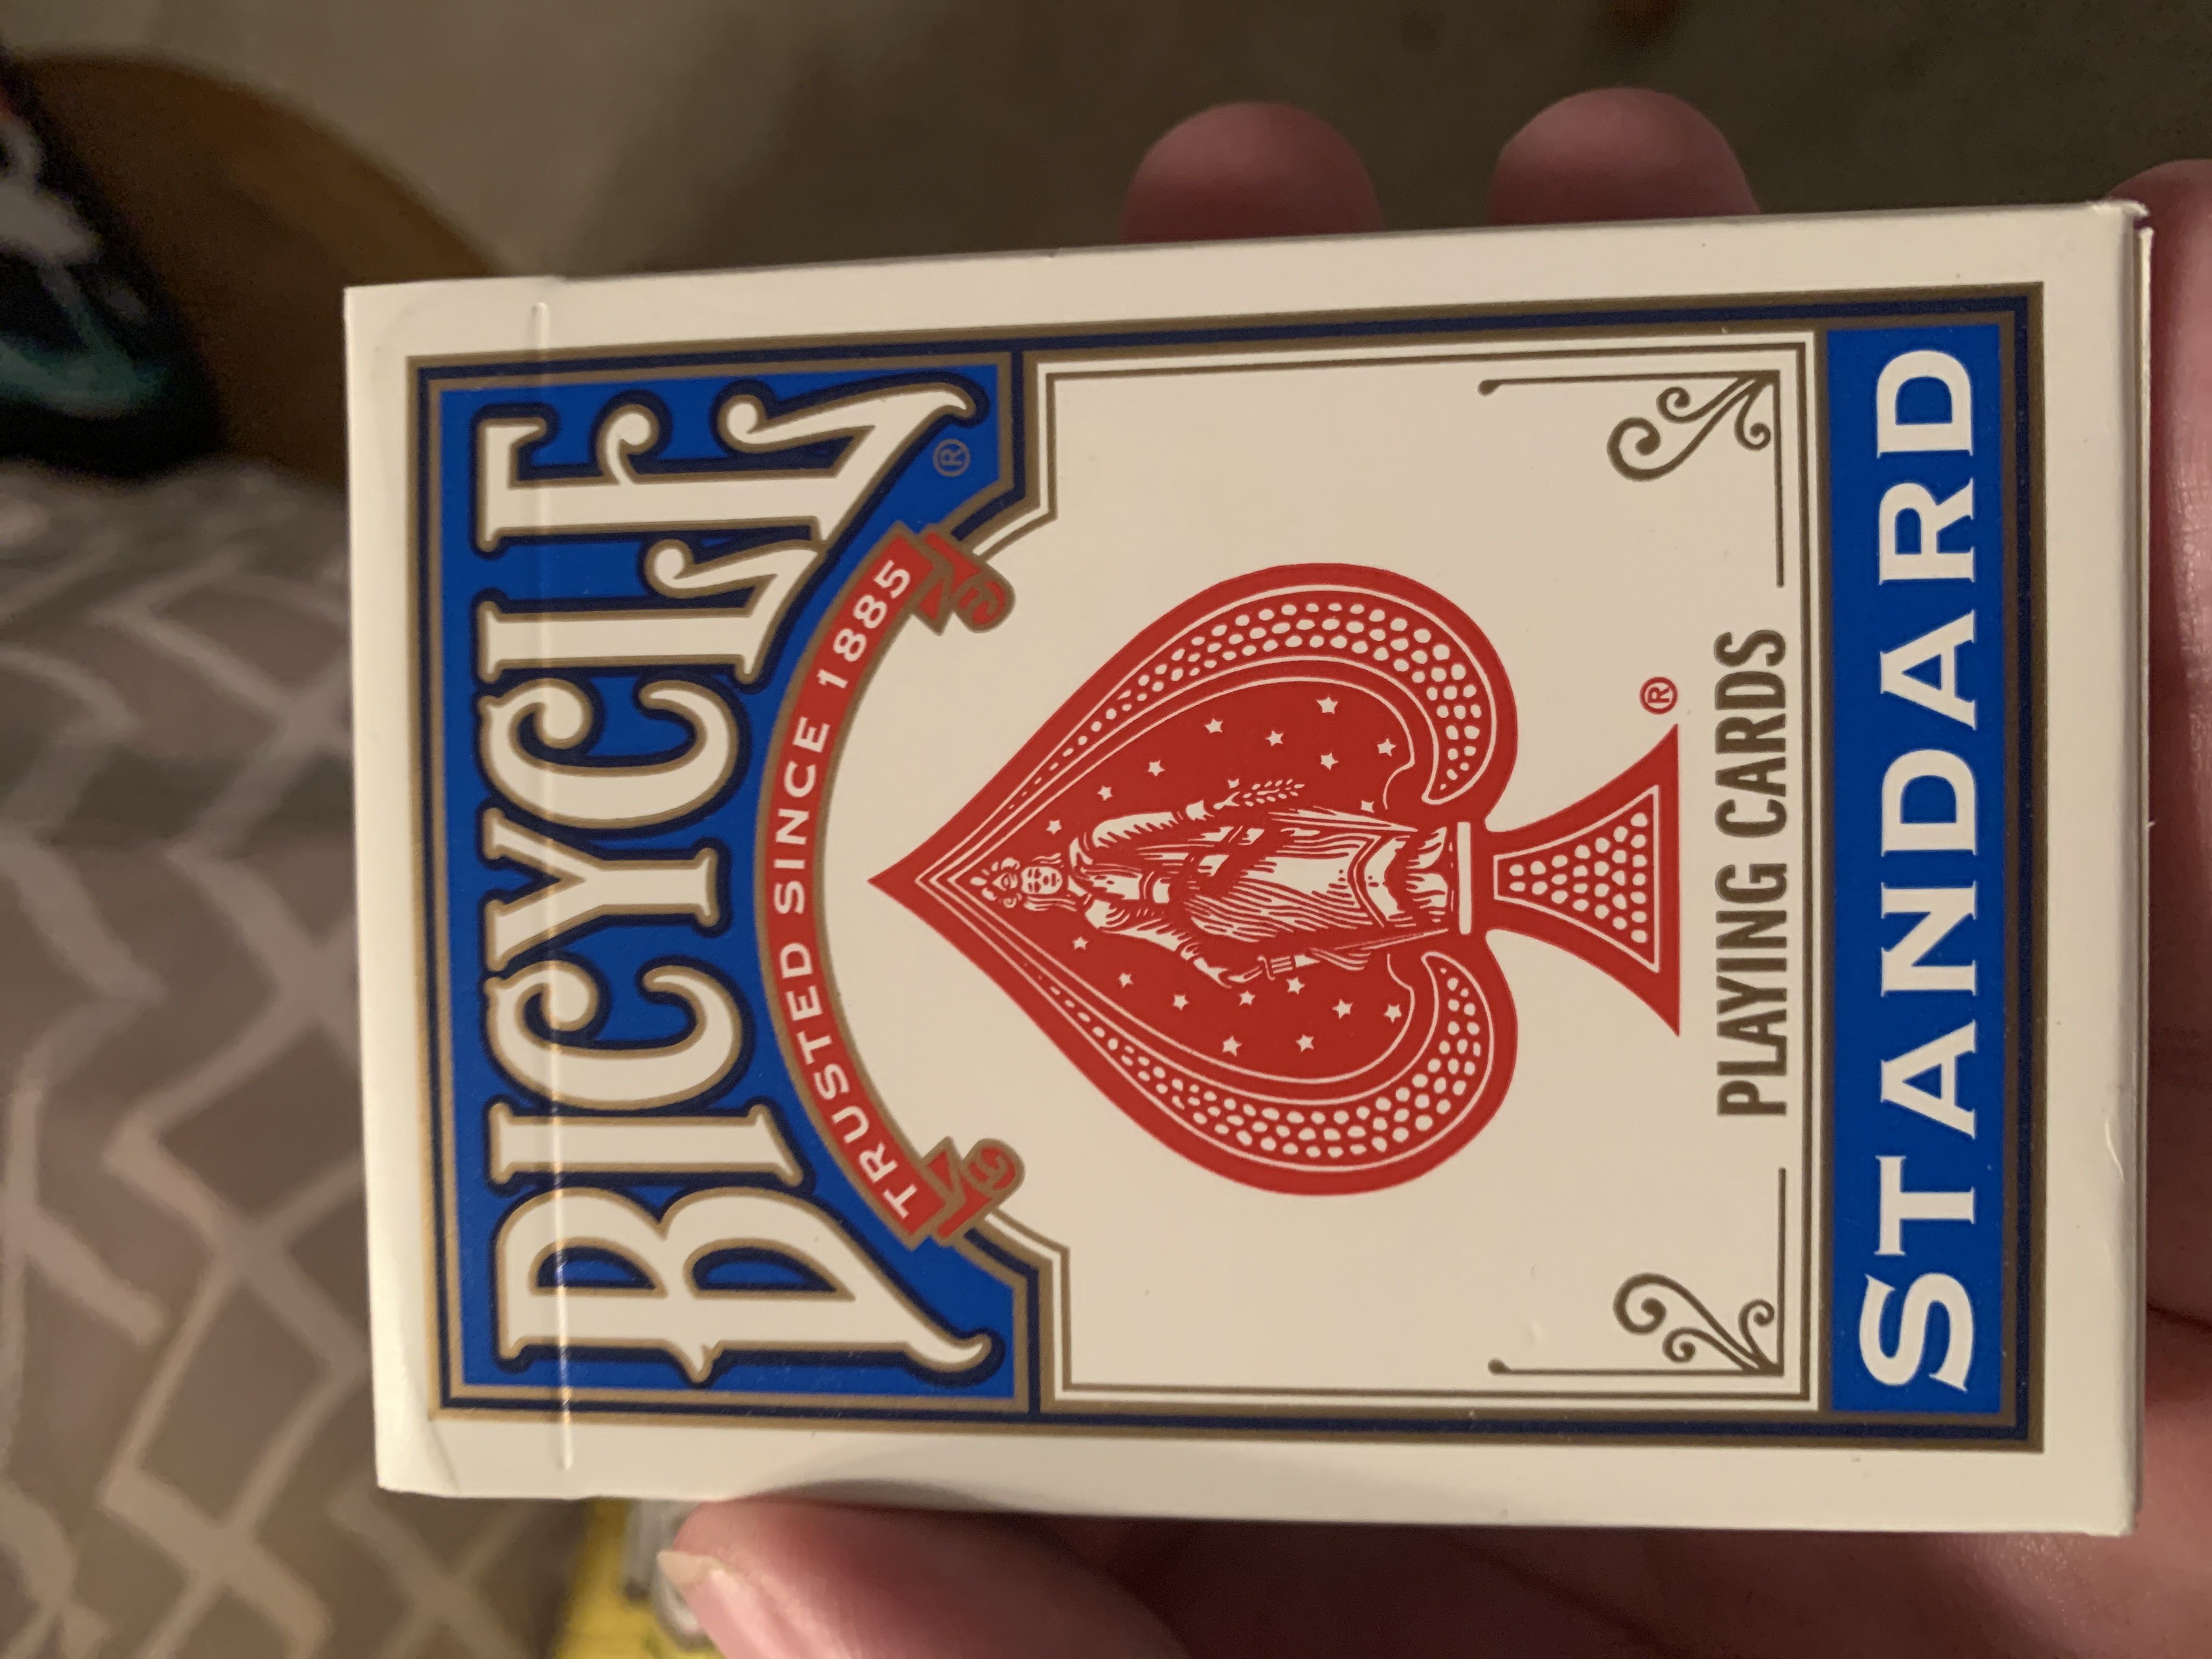 BICYCLE®
TRUSTED SINCE 1885
®
PLAYING CARDS
STANDARD